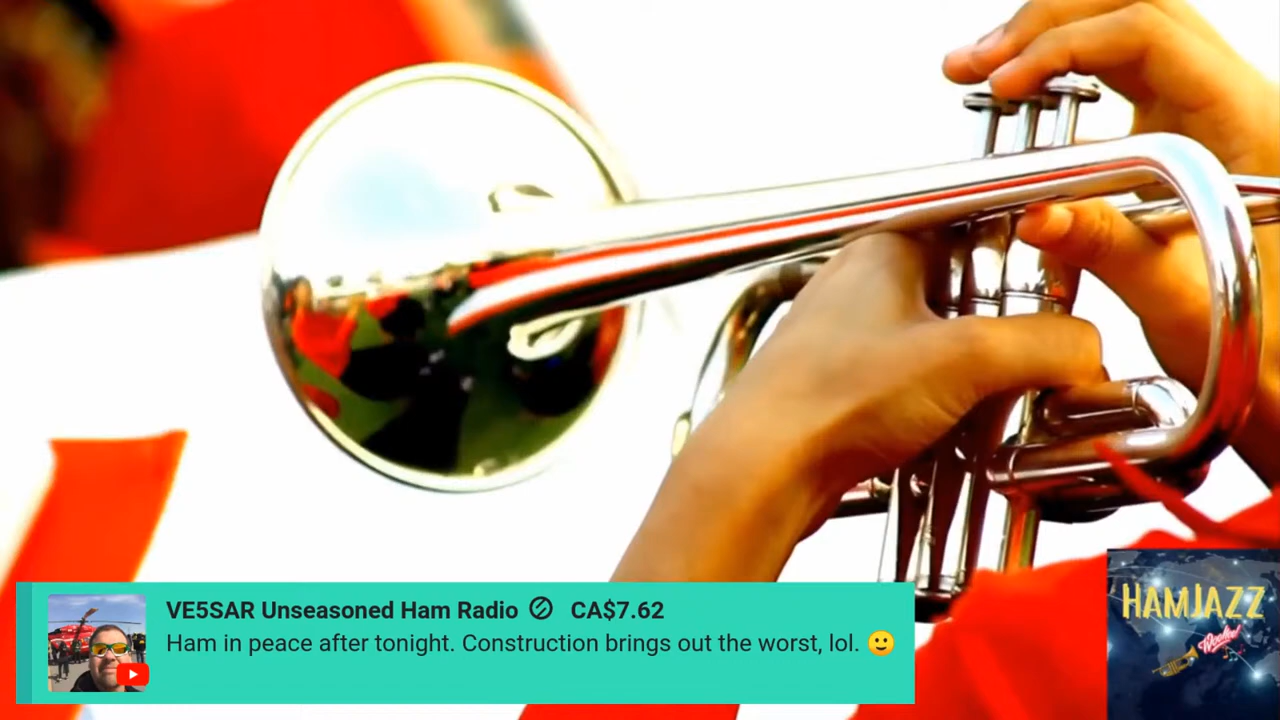 VE5SAR Unseasoned Ham Radio CA$7.62
Ham in peace after tonight. Construction brings out the worst, lol. 🙂
HAMJAZZ